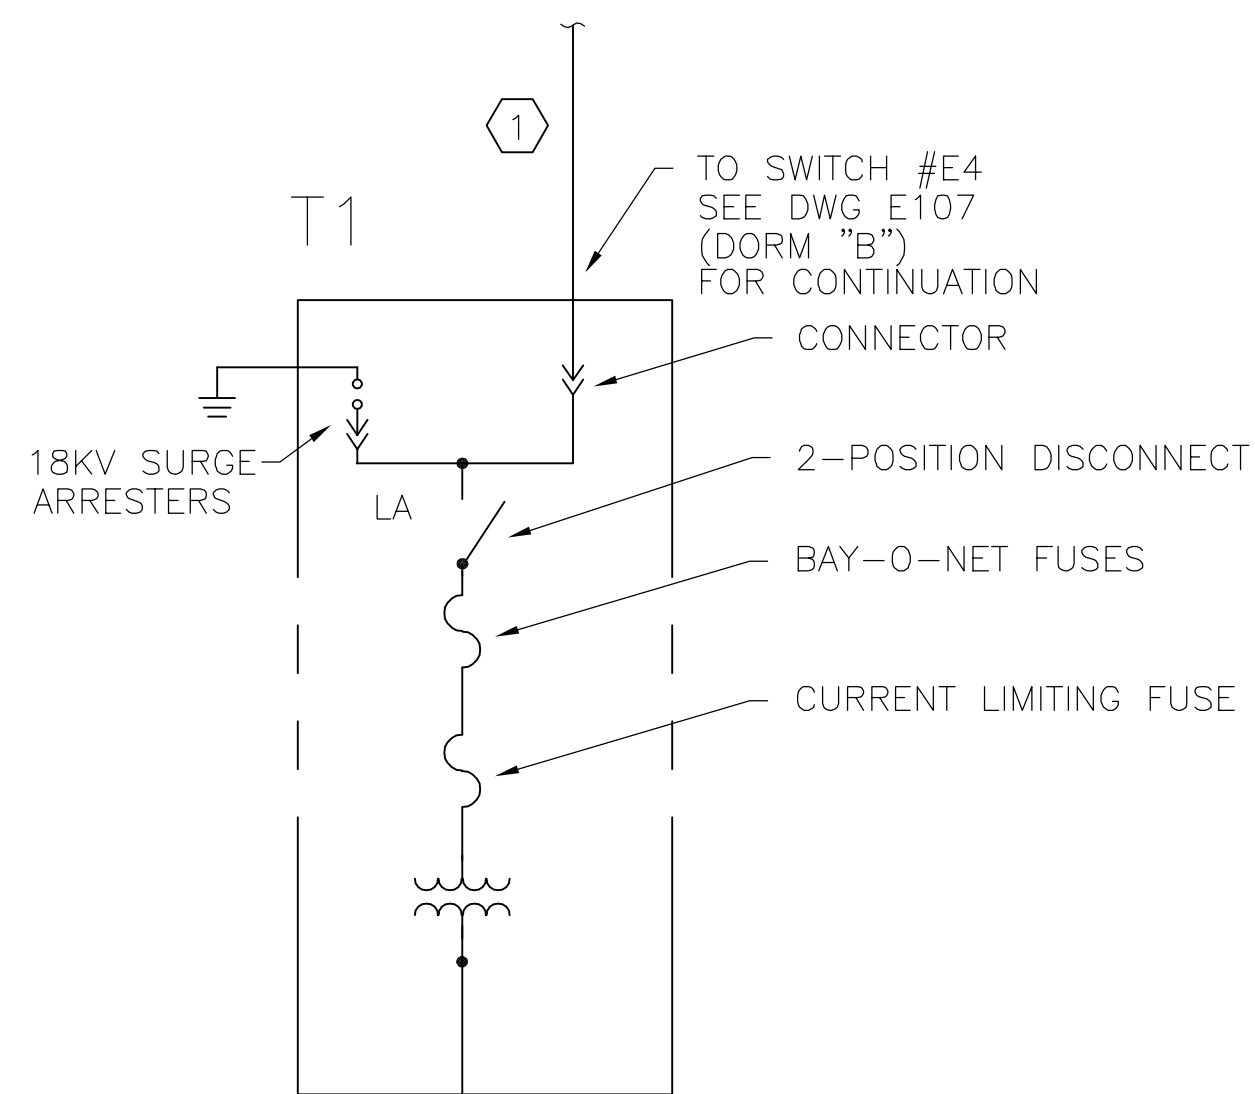 1
TO SWITCH #E4
SEE DWG E107
(DORM "B")
FOR CONTINUATION
T1
CONNECTOR
18KV SURGE
ARRESTERS
2-POSITION DISCONNECT
LA
BAY-O-NET FUSES
CURRENT LIMITING FUSE